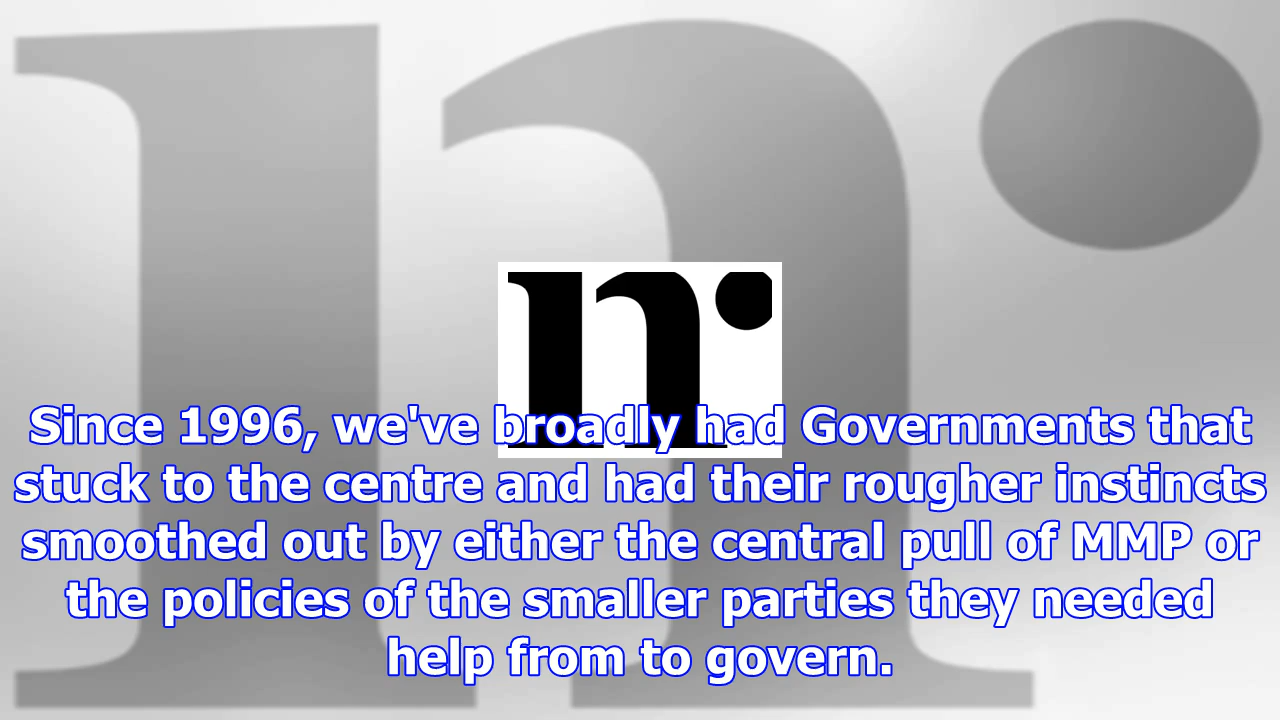 n.
Since 1996, we've broadly had Governments that
stuck to the centre and had their rougher instincts
smoothed out by either the central pull of MMP or
the policies of the smaller parties they needed
help from to govern.